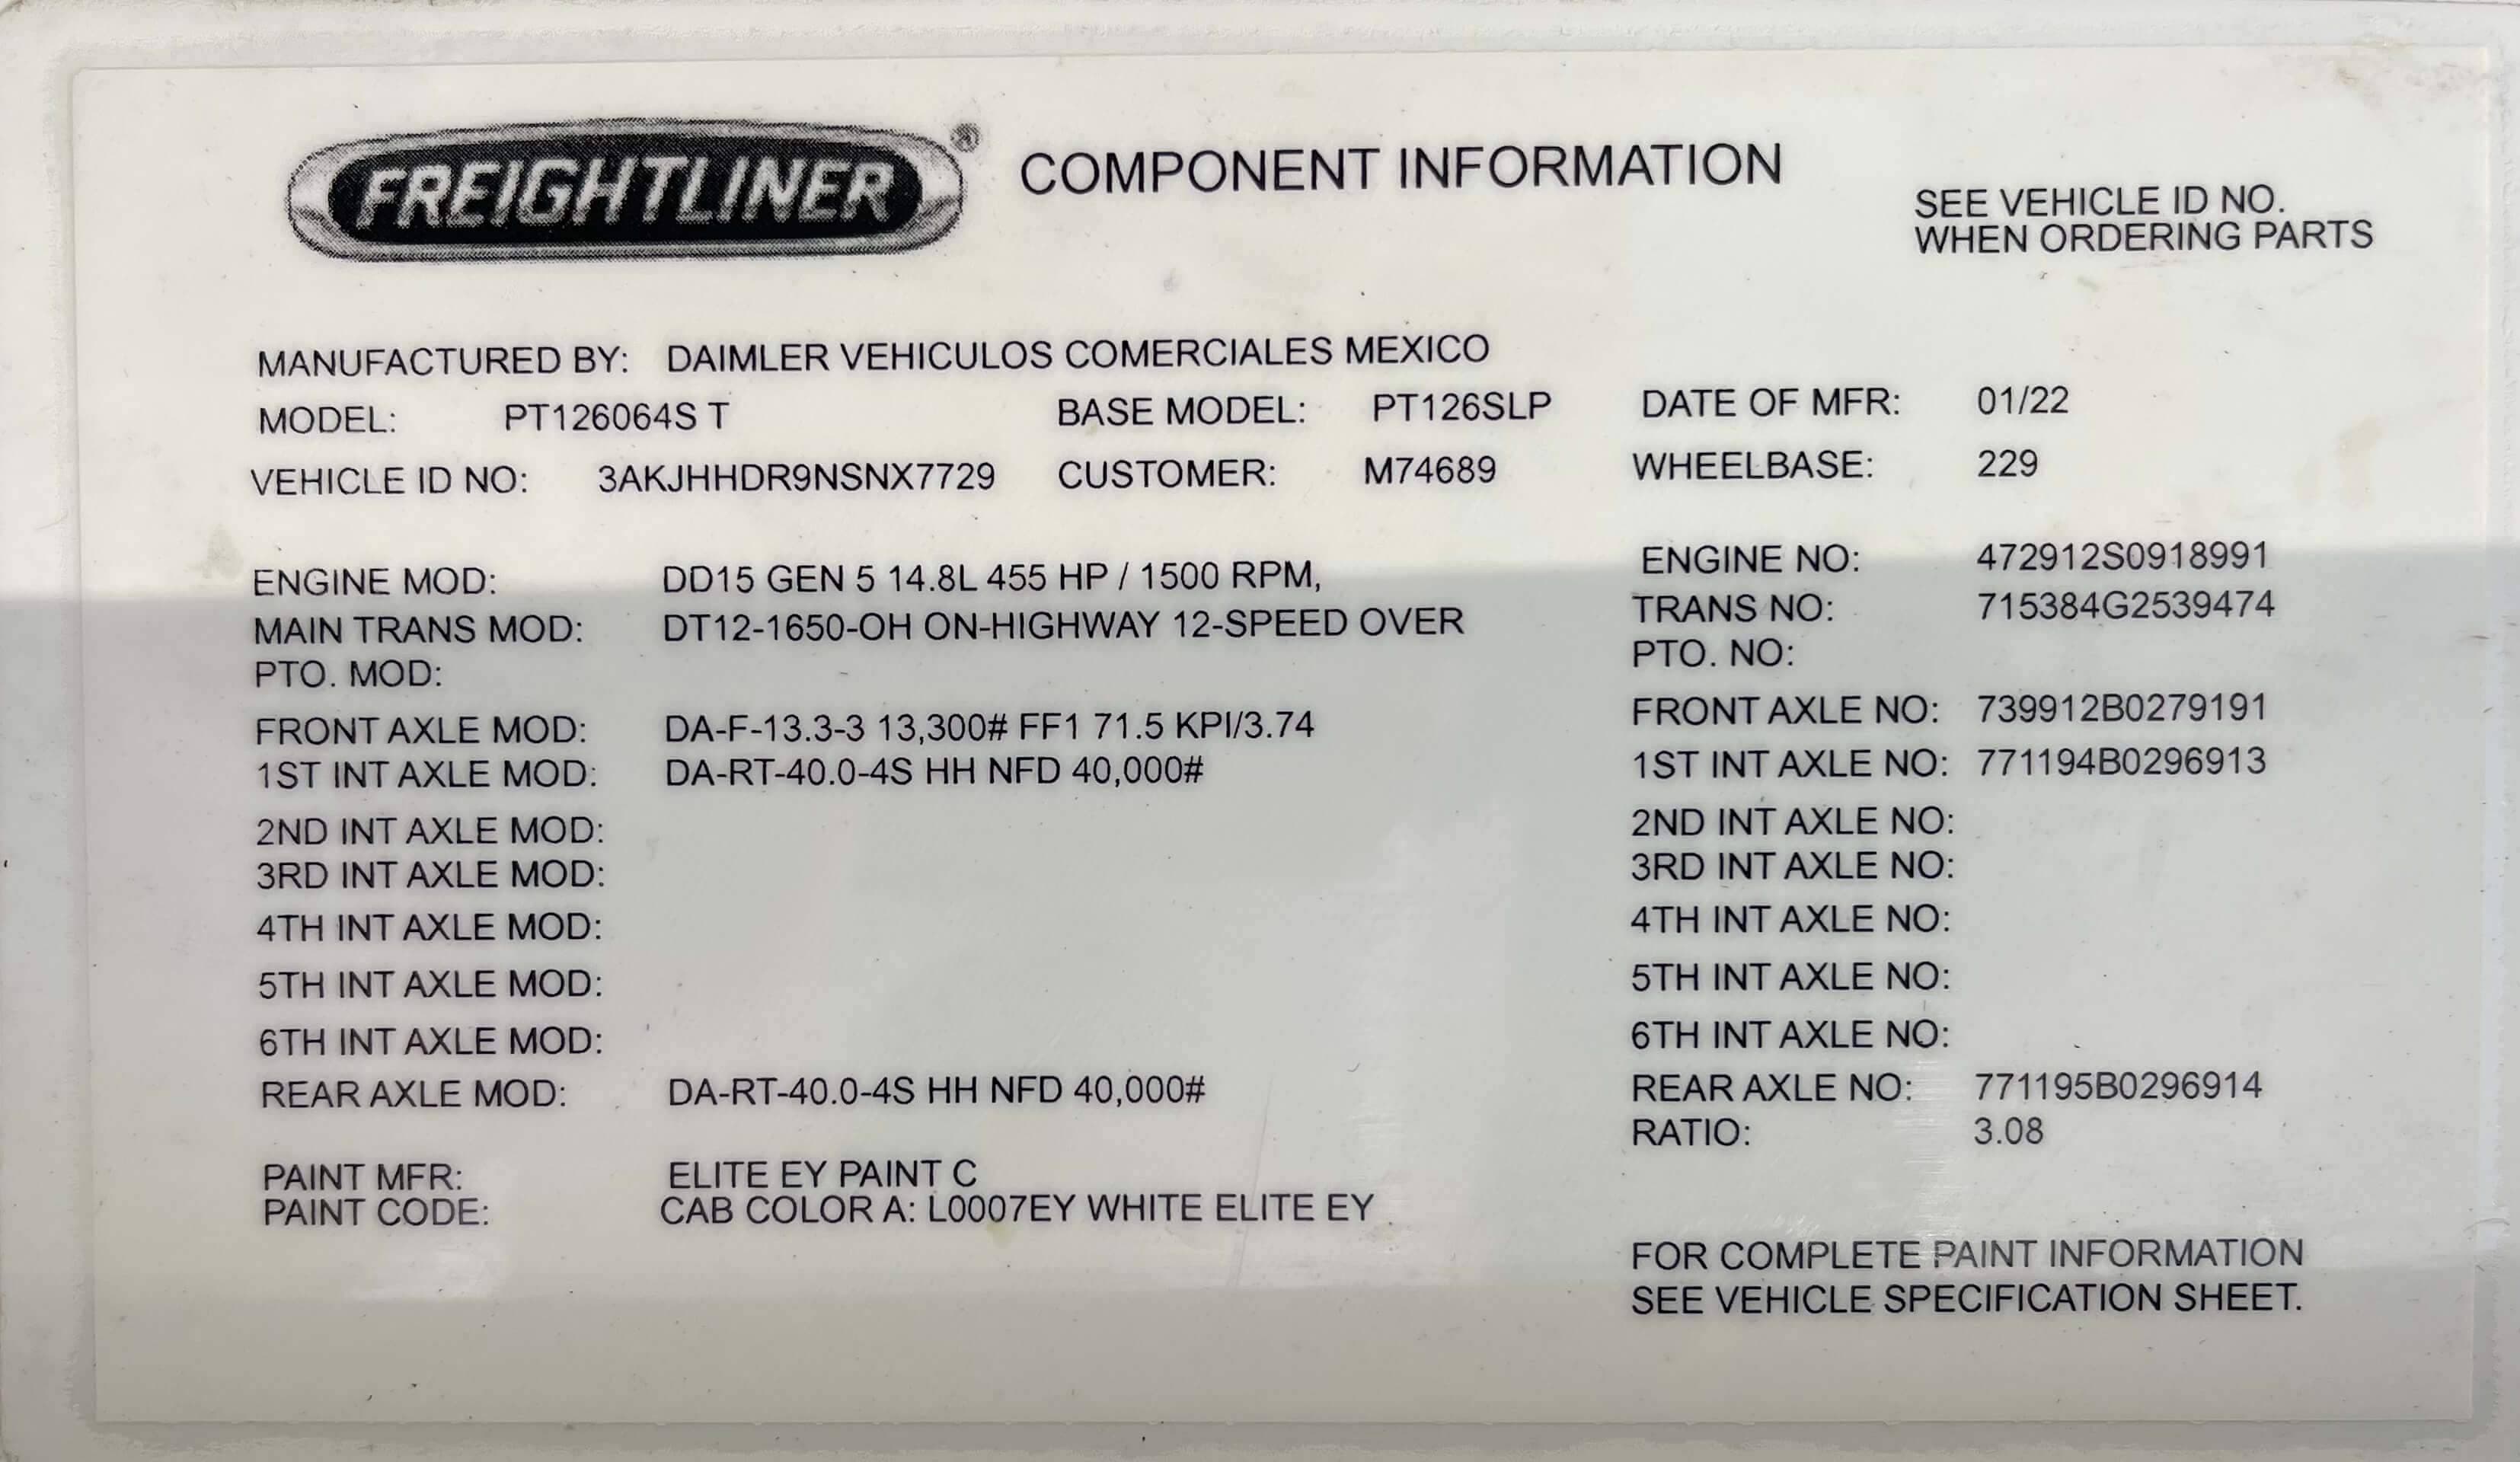 FREIGHTLINER® COMPONENT INFORMATION
SEE VEHICLE ID NO.
WHEN ORDERING PARTS
MANUFACTURED BY: DAIMLER VEHICULOS COMERCIALES MEXICO
MODEL: PT126064S T BASE MODEL: PT126SLP DATE OF MFR: 01/22
VEHICLE ID NO: 3AKJHHDR9NSNX7729 CUSTOMER: M74689 WHEELBASE: 229
ENGINE MOD: DD15 GEN 5 14.8L 455 HP / 1500 RPM, ENGINE NO: 472912S0918991
MAIN TRANS MOD: DT12-1650-OH ON-HIGHWAY 12-SPEED OVER TRANS NO: 715384G2539474
PTO. MOD: PTO. NO:
FRONT AXLE MOD: DA-F-13.3-3 13,300# FF1 71.5 KPI/3.74 FRONT AXLE NO: 739912B0279191
1ST INT AXLE MOD: DA-RT-40.0-4S HH NFD 40,000# 1ST INT AXLE NO: 771194B0296913
2ND INT AXLE MOD: 2ND INT AXLE NO:
3RD INT AXLE MOD: 3RD INT AXLE NO:
4TH INT AXLE MOD: 4TH INT AXLE NO:
5TH INT AXLE MOD: 5TH INT AXLE NO:
6TH INT AXLE MOD: 6TH INT AXLE NO:
REAR AXLE MOD: DA-RT-40.0-4S HH NFD 40,000# REAR AXLE NO: 771195B0296914
RATIO: 3.08
PAINT MFR: ELITE EY PAINT C
PAINT CODE: CAB COLOR A: L0007EY WHITE ELITE EY
FOR COMPLETE PAINT INFORMATION
SEE VEHICLE SPECIFICATION SHEET.